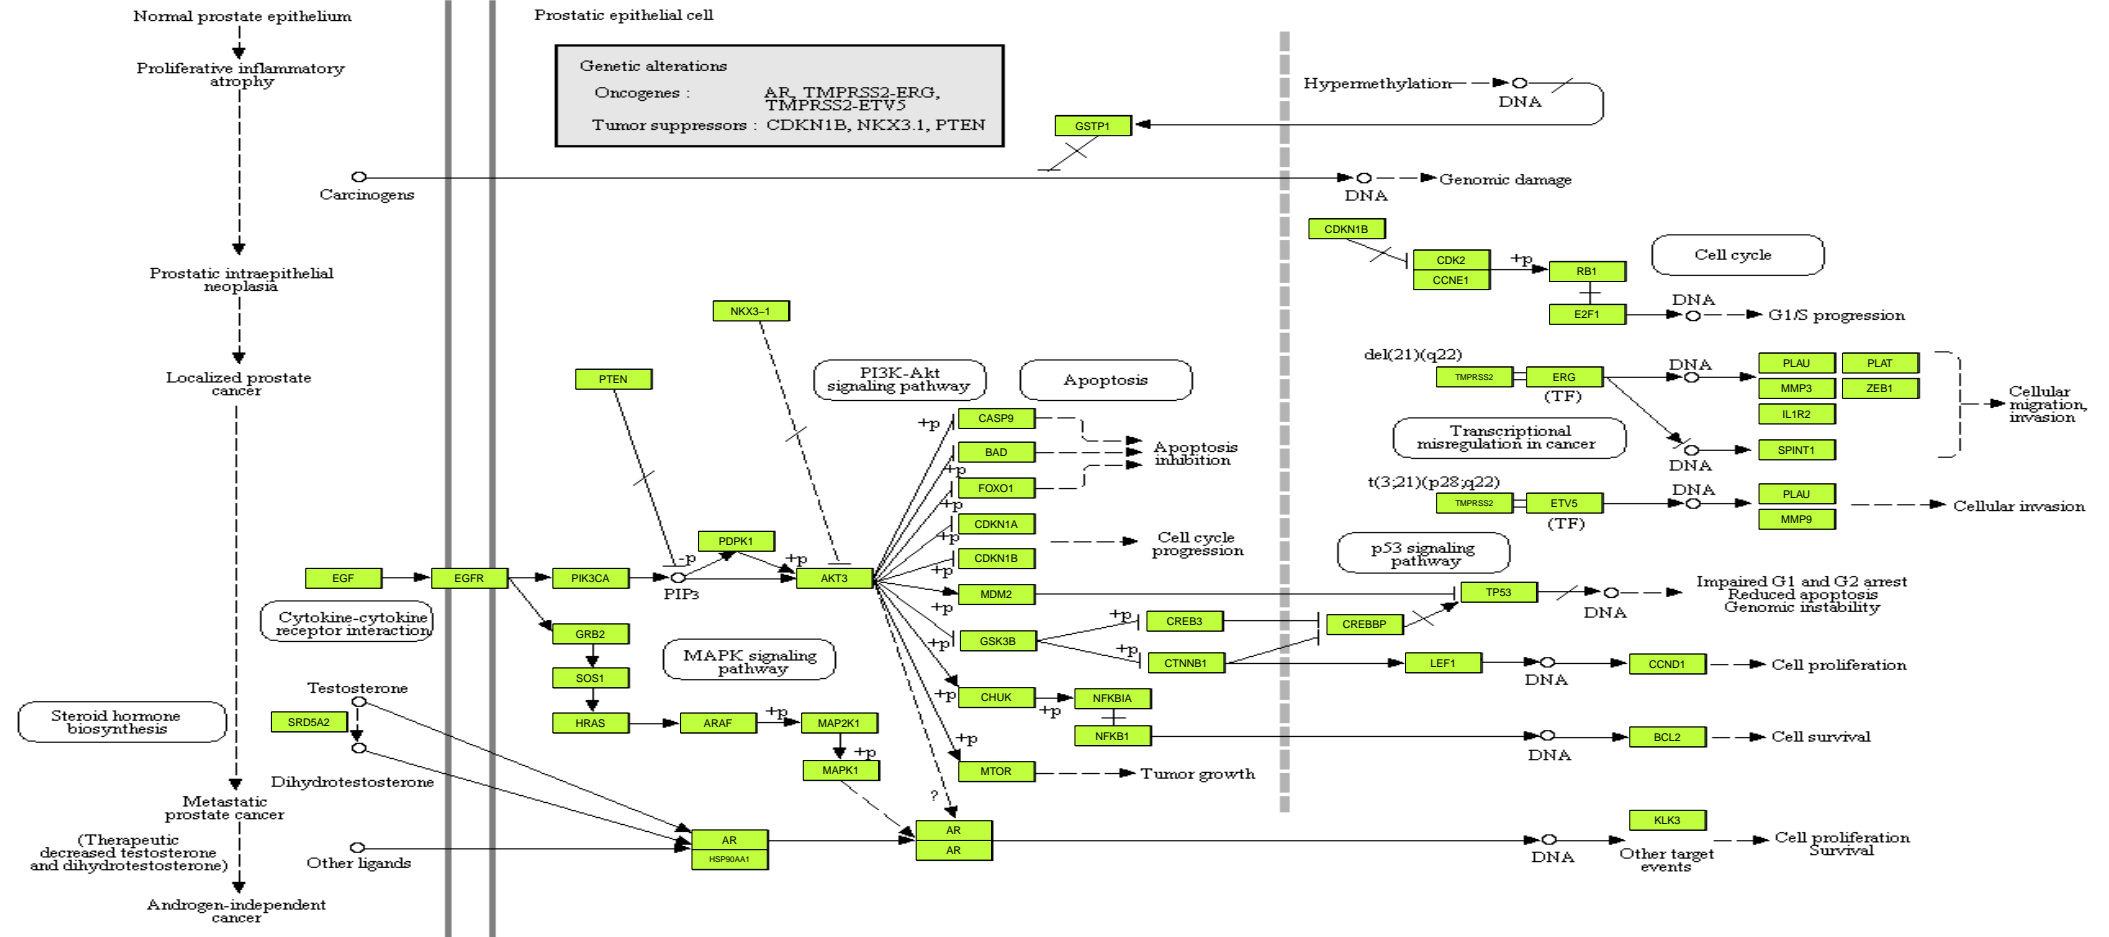 Normal prostate epithelium
Proliferative inflammatory
atrophy
Prostatic intraepithelial
neoplasia
Localized prostate
cancer
Metastatic
prostate cancer
(Therapeutic
decreased testosterone
and dihydrotestosterone)
Androgen-independent
cancer
Steroid hormone
biosynthesis
Prostatic epithelial cell
Genetic alterations
Oncogenes : AR, TMPRSS2-ERG,
TMPRSS2-ETV5
Tumor suppressors : CDKN1B, NKX3.1, PTEN
Hypermethylation
DNA
GSTP1
Carcinogens
DNA
Genomic damage
CDKN1B
CDK2
CCNE1
+p
RB1
E2F1
Cell cycle
DNA
G1/S progression
NKX3-1
PTEN
PI3K-Akt
signaling pathway
Apoptosis
del(21)(q22)
TMPRSS2
ERG
(TF)
DNA
PLAU
PLAT
MMP3
ZEB1
IL1R2
DNA
SPINT1
Cellular
migration,
invasion
Transcriptional
misregulation in cancer
t(3;21)(p28;q22)
TMPRSS2
ETV5
(TF)
DNA
PLAU
MMP9
Cellular invasion
+p
CASP9
BAD
+p
FOXO1
+p
CDKN1A
+p
CDKN1B
+p
MDM2
+p
GSK3B
+p
CHUK
+p
MTOR
+p
Apoptosis
inhibition
Cell cycle
progression
EGF
EGFR
PIK3CA
-p
PIP3
PDPK1
+p
AKT3
Cytokine-cytokine
receptor interaction
p53 signaling
pathway
TP53
DNA
Impaired G1 and G2 arrest
Reduced apoptosis
Genomic instability
+p
CREB3
CREBBP
+p
CTNNB1
LEF1
DNA
CCND1
Cell proliferation
GRB2
SOS1
HRAS
ARAF
+p
MAP2K1
+p
MAPK1
MAPK signaling
pathway
+p
NFKBIA
NFKB1
DNA
BCL2
Cell survival
Tumor growth
Testosterone
SRD5A2
Dihydrotestosterone
Other ligands
AR
HSP90AA1
?
AR
AR
DNA
KLK3
Other target
events
Cell proliferation
Survival